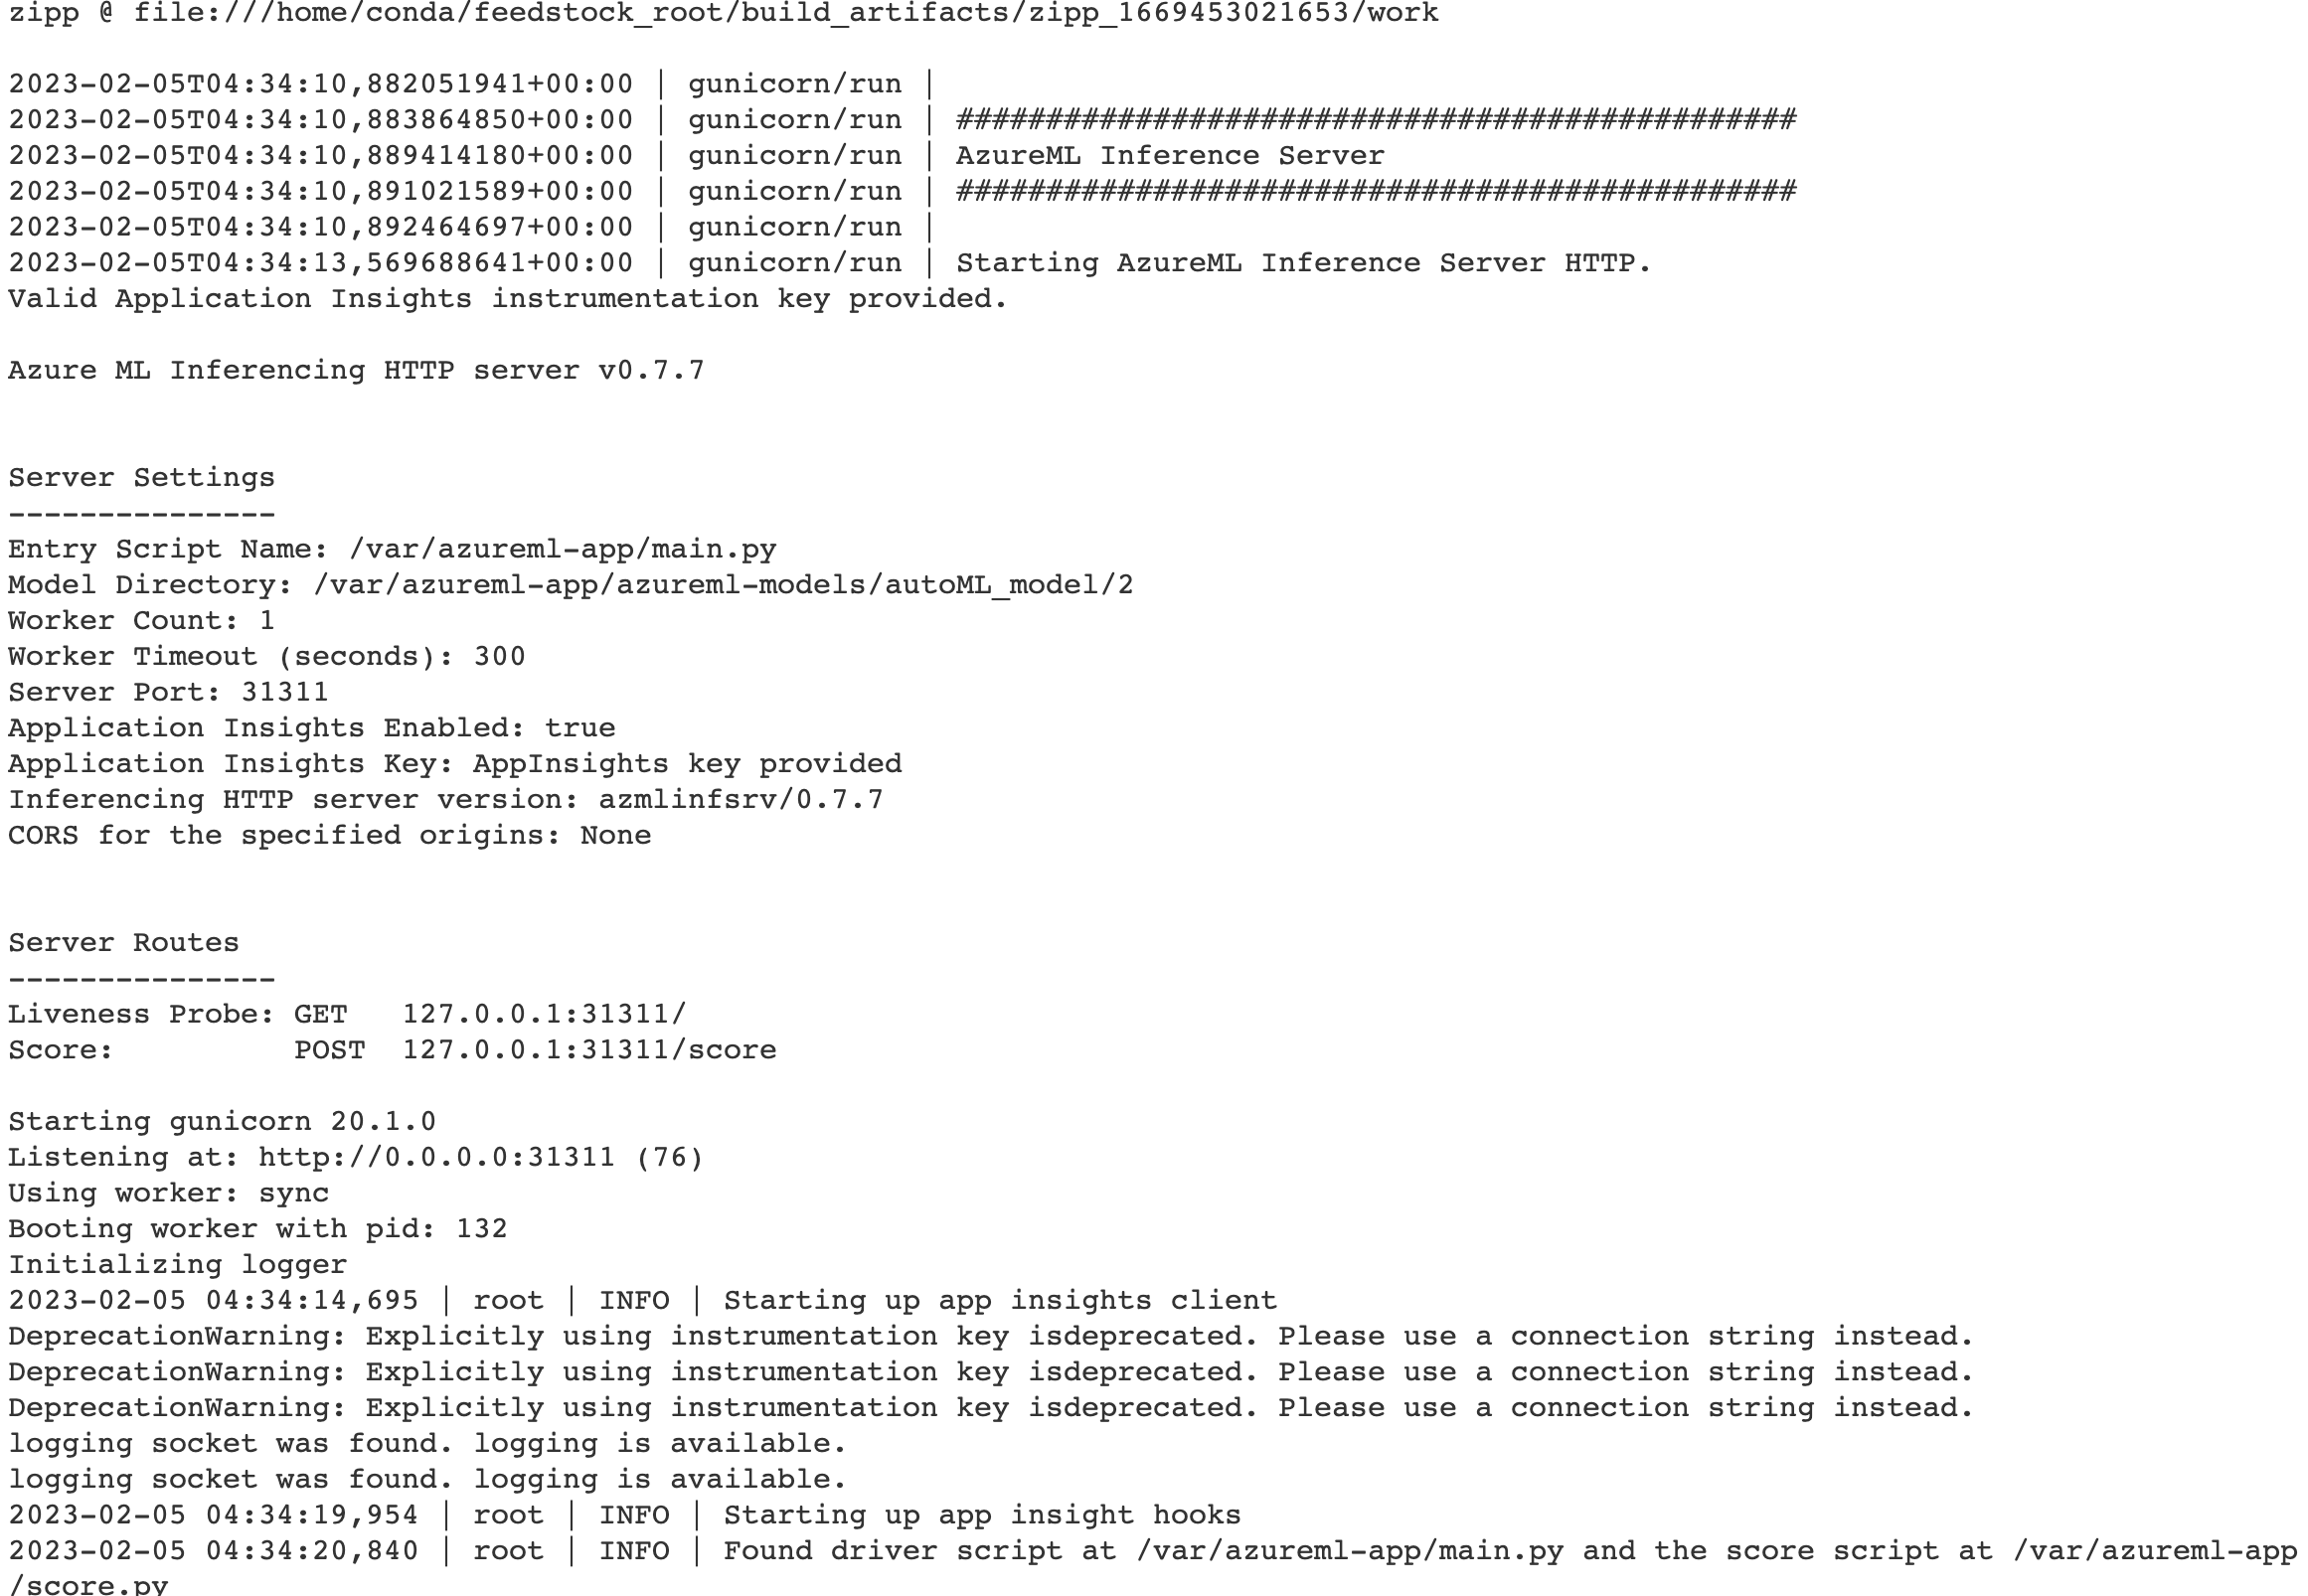 zipp @ file:///home/conda/feedstock_root/build_artifacts/zipp_1669453021653/work
2023-02-05T04:34:10,882051941+00:00 | gunicorn/run |
2023-02-05T04:34:10,883864850+00:00 | gunicorn/run | ###############################################
2023-02-05T04:34:10,889414180+00:00 | gunicorn/run | AzureML Inference Server
2023-02-05T04:34:10,891021589+00:00 | gunicorn/run | ###############################################
2023-02-05T04:34:10,892464697+00:00 | gunicorn/run |
2023-02-05T04:34:13,569688641+00:00 | gunicorn/run | Starting AzureML Inference Server HTTP.
Valid Application Insights instrumentation key provided.
Azure ML Inferencing HTTP server v0.7.7
Server Settings
---------------
Entry Script Name: /var/azureml-app/main.py
Model Directory: /var/azureml-app/azureml-models/autoML_model/2
Worker Count: 1
Worker Timeout (seconds): 300
Server Port: 31311
Application Insights Enabled: true
Application Insights Key: AppInsights key provided
Inferencing HTTP server version: azmlinfsrv/0.7.7
CORS for the specified origins: None
Server Routes
---------------
Liveness Probe: GET   127.0.0.1:31311/
Score:          POST  127.0.0.1:31311/score
Starting gunicorn 20.1.0
Listening at: http://0.0.0.0:31311 (76)
Using worker: sync
Booting worker with pid: 132
Initializing logger
2023-02-05 04:34:14,695 | root | INFO | Starting up app insights client
DeprecationWarning: Explicitly using instrumentation key isdeprecated. Please use a connection string instead.
DeprecationWarning: Explicitly using instrumentation key isdeprecated. Please use a connection string instead.
DeprecationWarning: Explicitly using instrumentation key isdeprecated. Please use a connection string instead.
logging socket was found. logging is available.
logging socket was found. logging is available.
2023-02-05 04:34:19,954 | root | INFO | Starting up app insight hooks
2023-02-05 04:34:20,840 | root | INFO | Found driver script at /var/azureml-app/main.py and the score script at /var/azureml-app
/score.py